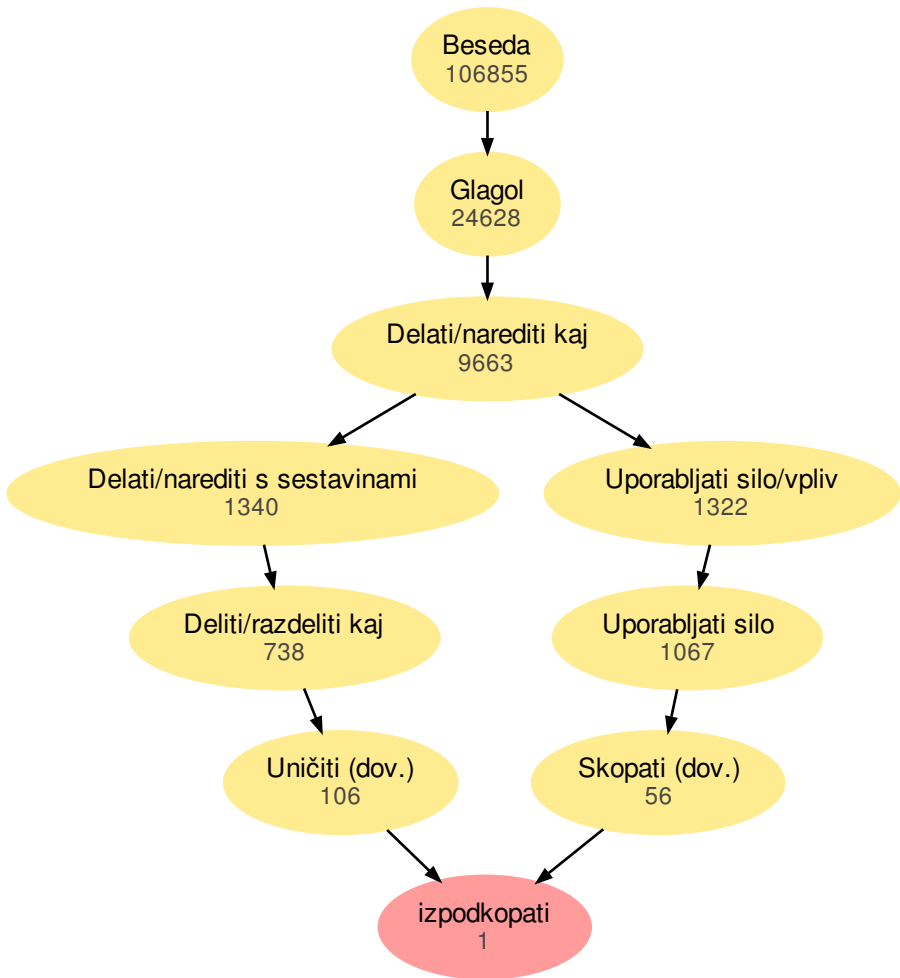 Beseda
106855
Glagol
24628
Delati/narediti kaj
9663
Delati/narediti s sestavinami
1340
Uporabljati silo/vpliv
1322
Deliti/razdeliti kaj
738
Uporabljati silo
1067
Uničiti (dov.)
106
Skopati (dov.)
56
izpodkopati
1